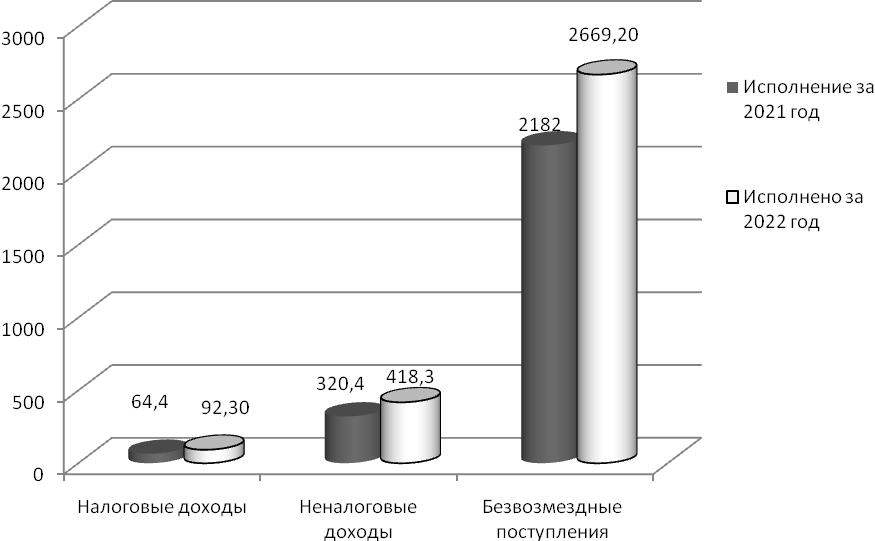 3000
2500
2000
1500
1000
500
0
64,4
92,30
320,4
418,3
2182
2669,20
Налоговые доходы
Неналоговые
доходы
Безвозмездные
поступления
Исполнение за
2021 год
Исполнено за
2022 год